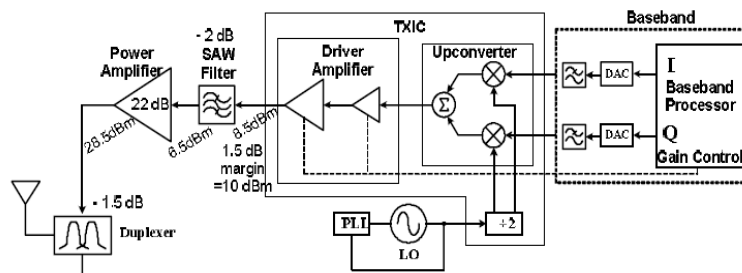 Baseband
TXIC
- 2 dB
SAW
Filter
Power
Amplifier
Driver
Amplifier
Upconverter
I
DAC
Baseband
Processor
22 dB
Σ
28.5dBm
6.5dBm
8.5dBm
DAC
Q
Gain Control
1.5 dB
margin
=10 dBm
- 1.5 dB
Duplexer
PLL
LO
÷2